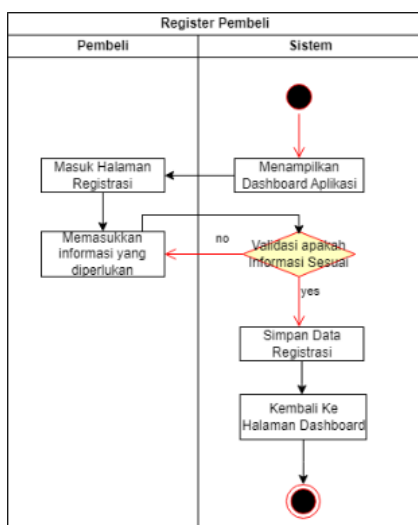 Register Pembeli
Pembeli
Sistem
Menampilkan
Dashboard Aplikasi
Masuk Halaman
Registrasi
Memasukkan
informasi yang
diperlukan
no
Validasi apakah
Informasi Sesuai
yes
Simpan Data
Registrasi
Kembali Ke
Halaman Dashboard